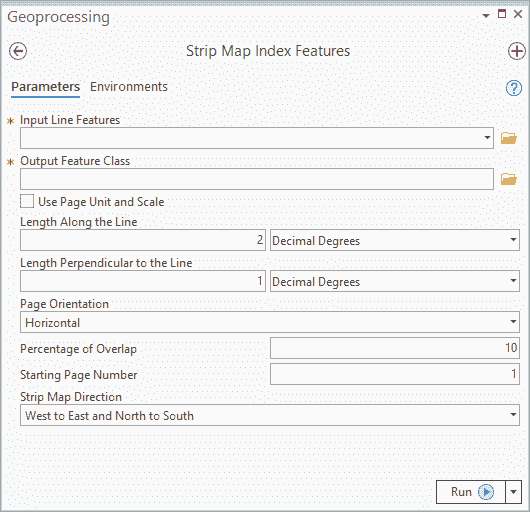 Geoprocessing
Strip Map Index Features
Parameters Environments
* Input Line Features
* Output Feature Class
Use Page Unit and Scale
Length Along the Line
2 Decimal Degrees
Length Perpendicular to the Line
1 Decimal Degrees
Page Orientation
Horizontal
Percentage of Overlap 10
Starting Page Number 1
Strip Map Direction
West to East and North to South
Run